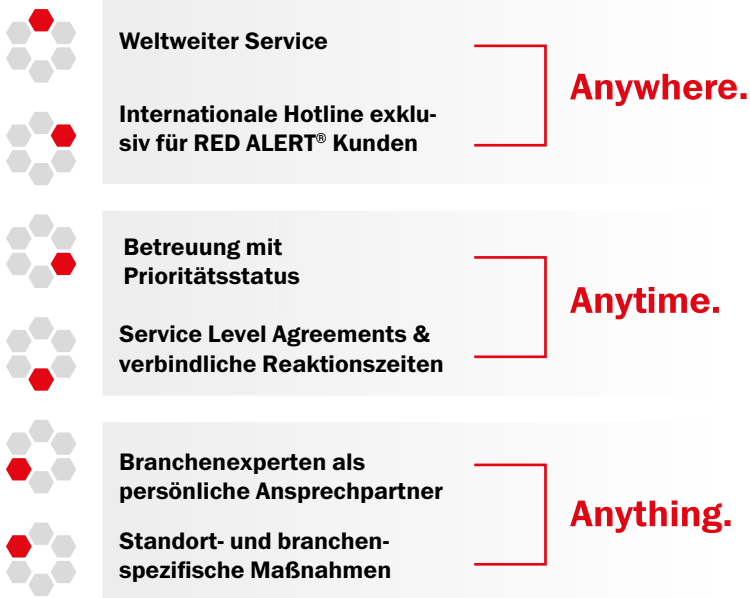 Weltweiter Service
Anywhere.
Internationale Hotline exklu-
siv für RED ALERT® Kunden
Betreuung mit
Prioritätsstatus
Anytime.
Service Level Agreements &
verbindliche Reaktionszeiten
Branchenexperten als
persönliche Ansprechpartner
Anything.
Standort- und branchen-
spezifische Maßnahmen